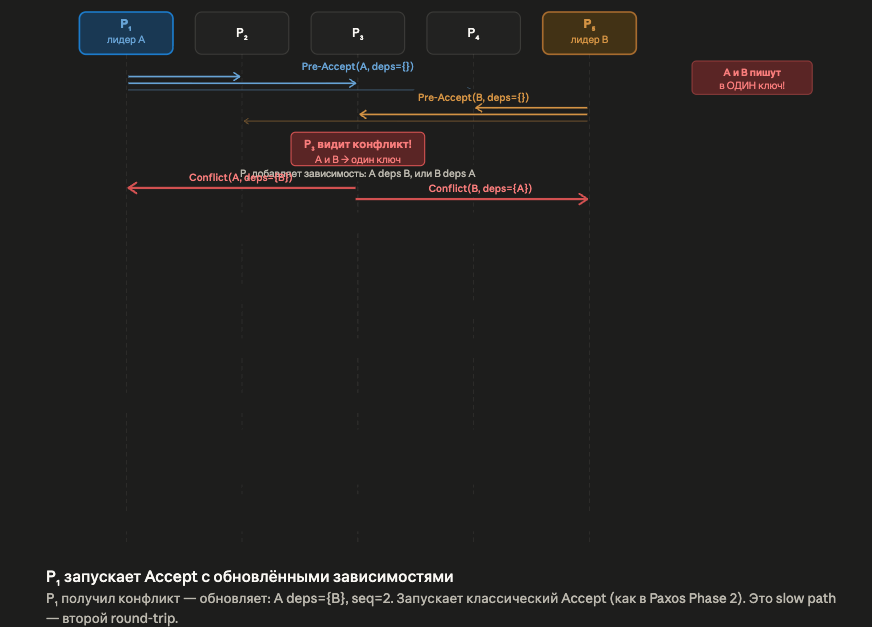 P₁
лидер A
P₂
P₃
P₄
P₅
лидер B
Pre-Accept(A, deps={})
A и B пишут
в ОДИН ключ!
Pre-Accept(B, deps={})
P₃ видит конфликт!
A и B → один ключ
P₃ добавляет зависимость: A deps B, или B deps A
Conflict(A, deps={B})
Conflict(B, deps={A})
P₁ запускает Accept с обновлёнными зависимостями
P₁ получил конфликт — обновляет: A deps={B}, seq=2. Запускает классический Accept (как в Paxos Phase 2). Это slow path
— второй round-trip.